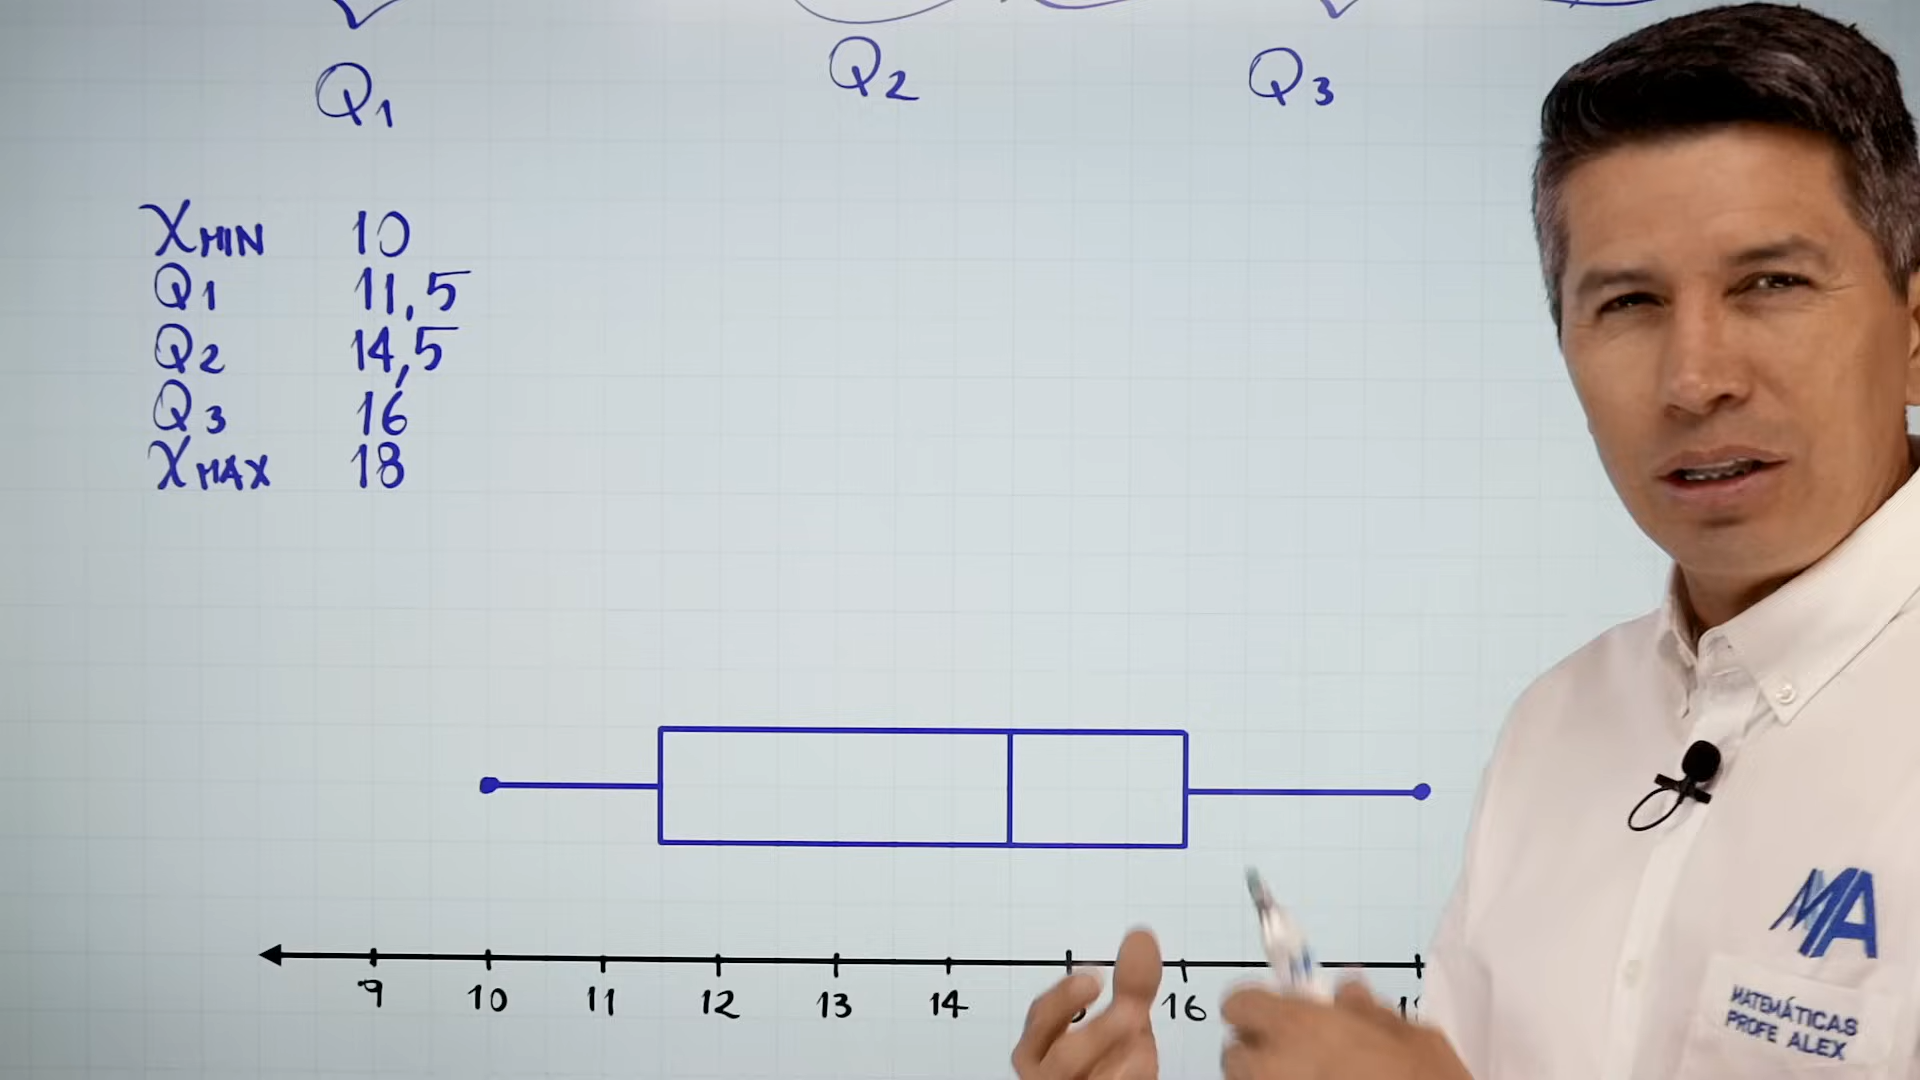 Q1 Q2 Q3
XMIN 10
Q1 11,5
Q2 14,5
Q3 16
XMAX 18
9 10 11 12 13 14 16
MA
MATEMÁTICAS
PROFE ALEX